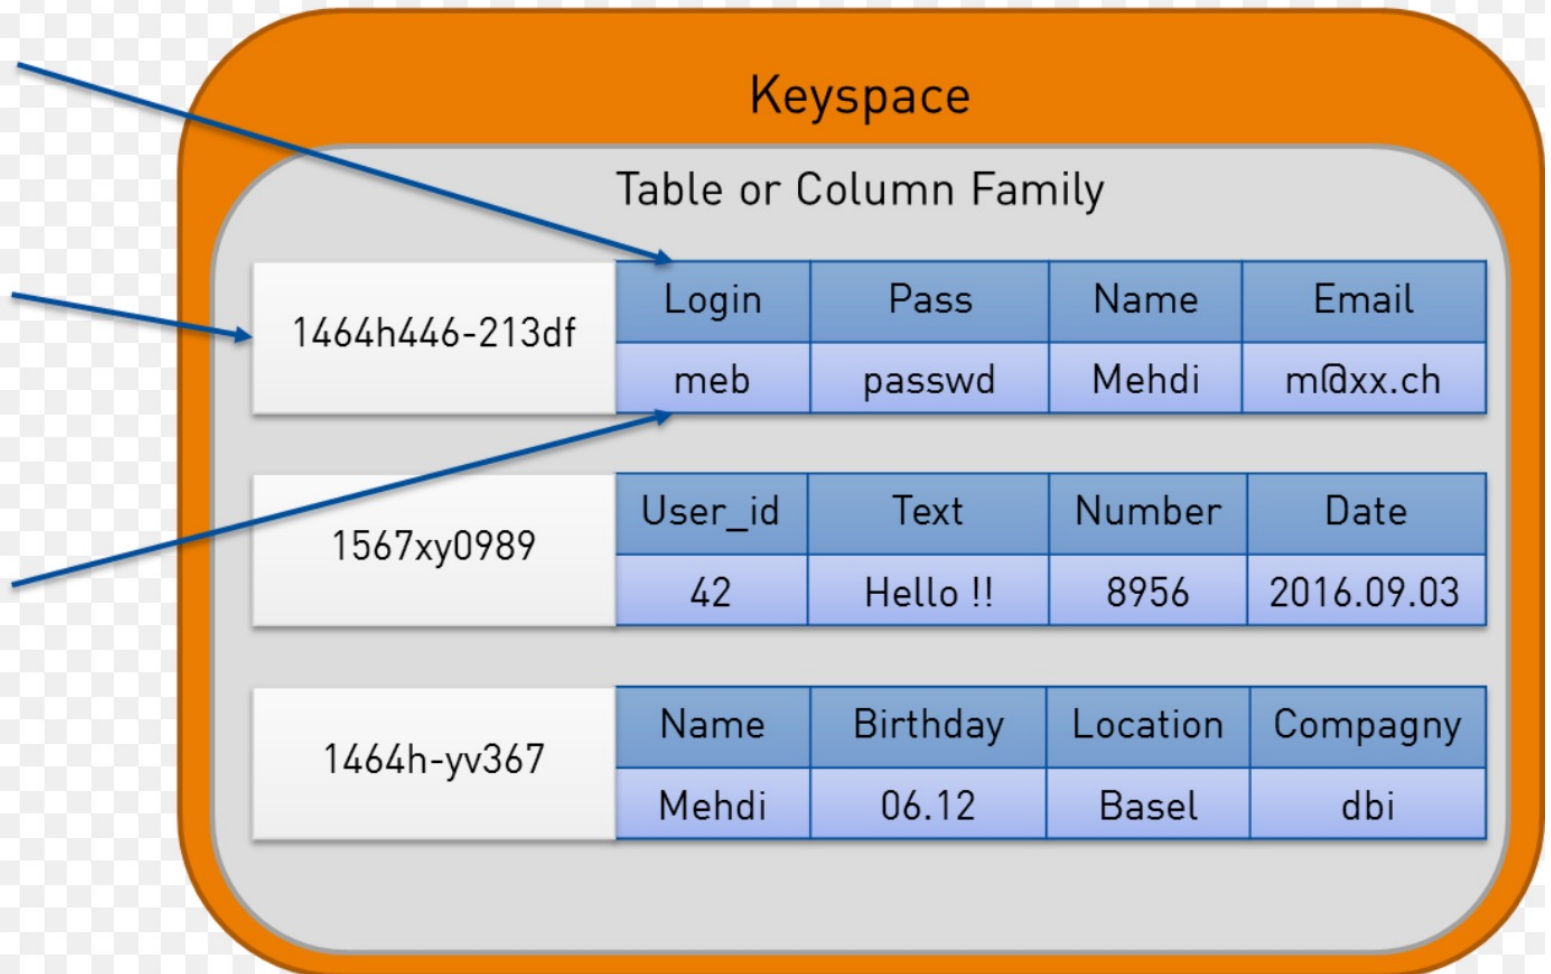 Keyspace
Table or Column Family
1464h446-213df
Login Pass Name Email
meb passwd Mehdi m@xx.ch
1567xy0989
User_id Text Number Date
42 Hello !! 8956 2016.09.03
1464h-yv367
Name Birthday Location Compagny
Mehdi 06.12 Basel dbi